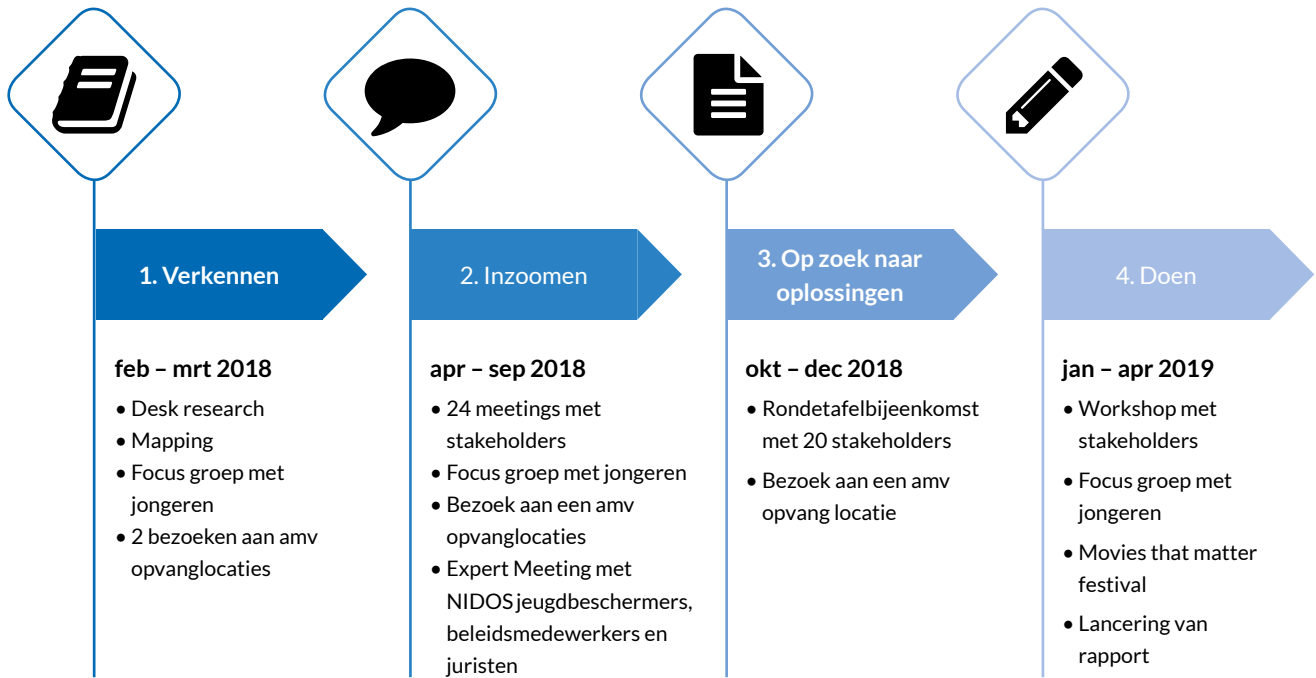 1. Verkennen
feb – mrt 2018
• Desk research
• Mapping
• Focus groep met
jongeren
• 2 bezoeken aan amv
opvanglocaties
2. Inzoomen
apr – sep 2018
• 24 meetings met
stakeholders
• Focus groep met jongeren
• Bezoek aan een amv
opvanglocaties
• Expert Meeting met
NIDOS jeugdbeschermers,
beleidsmedewerkers en
juristen
3. Op zoek naar
oplossingen
okt – dec 2018
• Rondetafelbijeenkomst
met 20 stakeholders
• Bezoek aan een amv
opvang locatie
4. Doen
jan – apr 2019
• Workshop met
stakeholders
• Focus groep met
jongeren
• Movies that matter
festival
• Lancering van
rapport